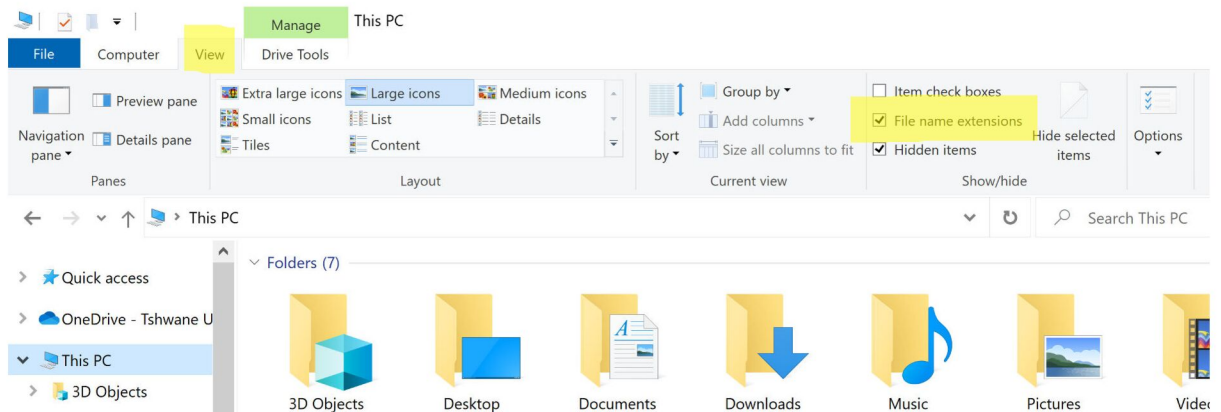 Manage This PC
File Computer View Drive Tools
Navigation pane
Preview pane
Details pane
Panes
Extra large icons Large icons Medium icons
Small icons List Details
Tiles Content
Layout
Sort by
Group by
Add columns
Size all columns to fit
Current view
Item check boxes
File name extensions
Hidden items
Hide selected items
Show/hide
Options
This PC
Search This PC
Quick access
OneDrive - Tshwane U
This PC
3D Objects
Folders (7)
3D Objects Desktop Documents Downloads Music Pictures Video